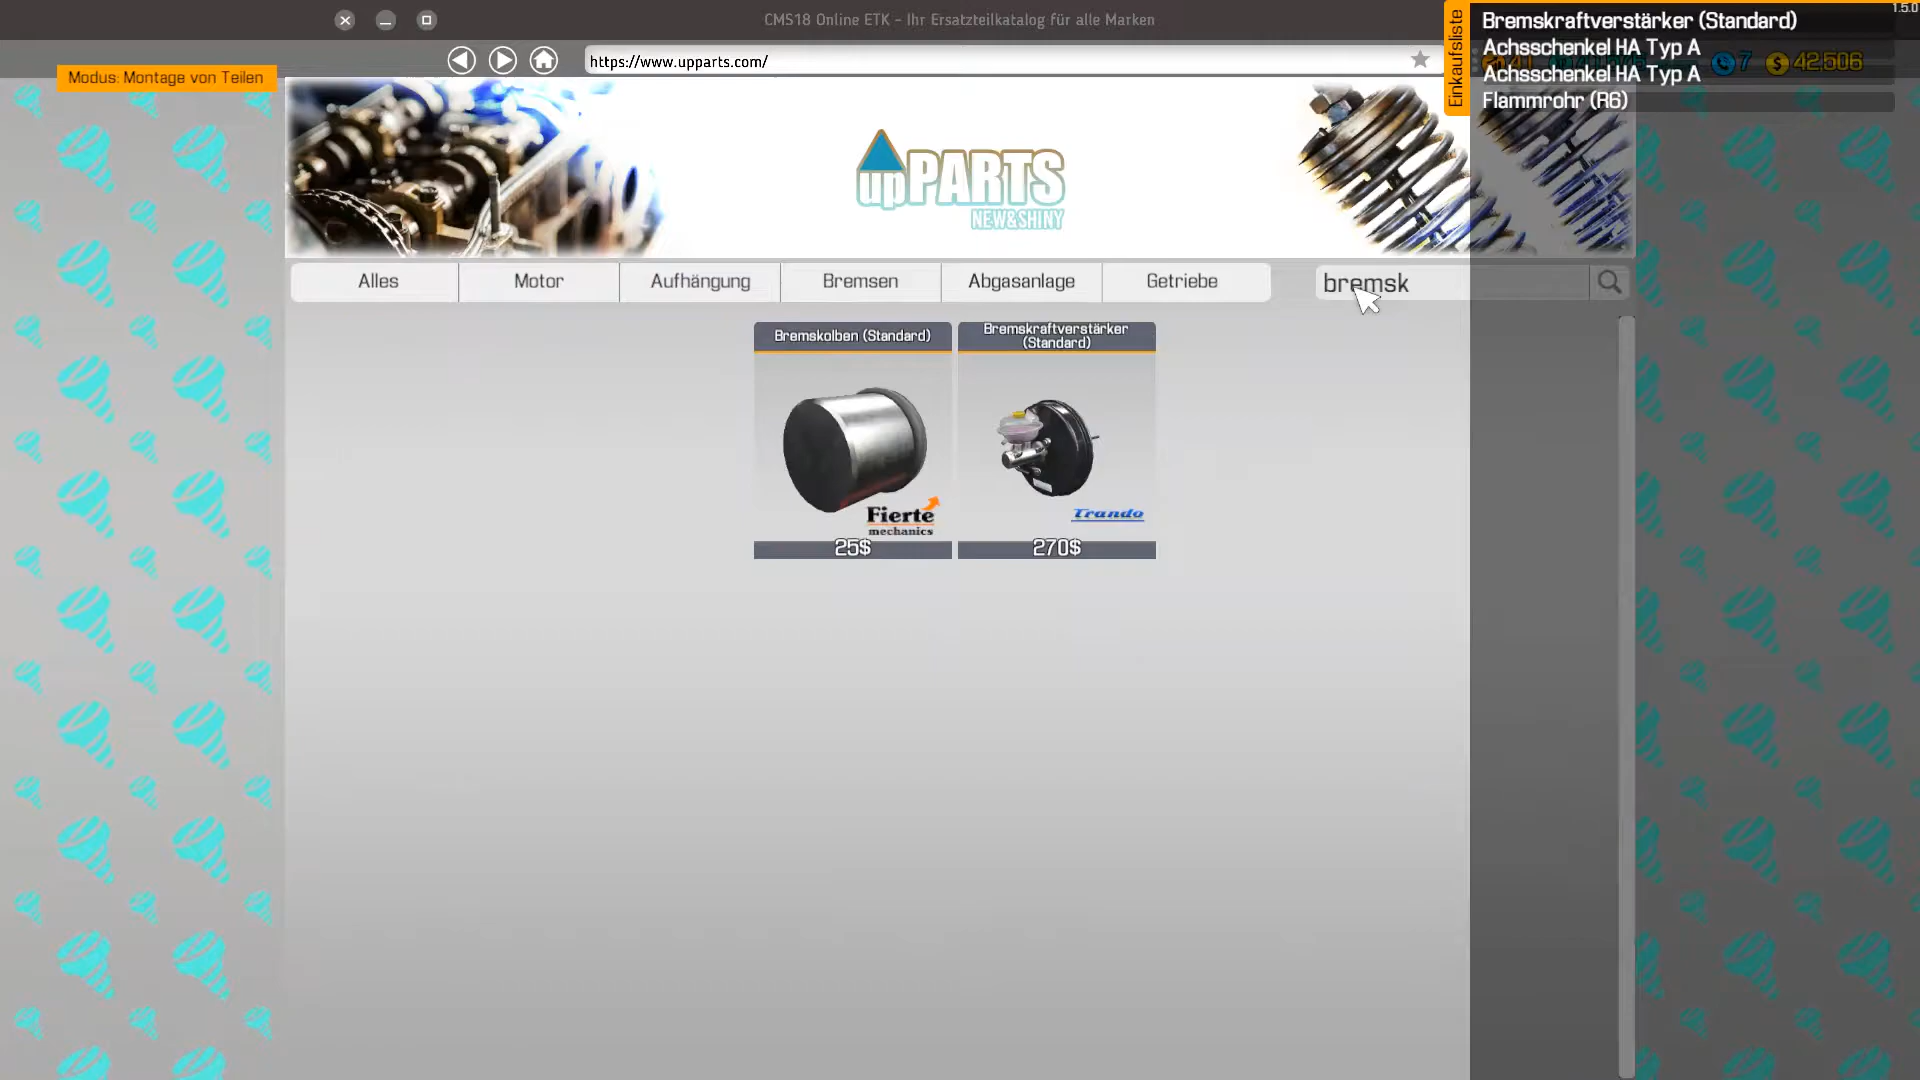 CMS18 Online ETK - Ihr Ersatzteilkatalog für alle Marken
1.5.0
https://www.upparts.com/
Modus: Montage von Teilen
Einkaufsliste
Bremskraftverstärker (Standard)
Achsschenkel HA Typ A
Achsschenkel HA Typ A
Flammrohr (R6)
7
42,506
upPARTS
NEW&SHINY
Alles
Motor
Aufhängung
Bremsen
Abgasanlage
Getriebe
bremsk
Bremskolben (Standard)
Fierte
mechanics
25$
Bremskraftverstärker
(Standard)
Trando
270$